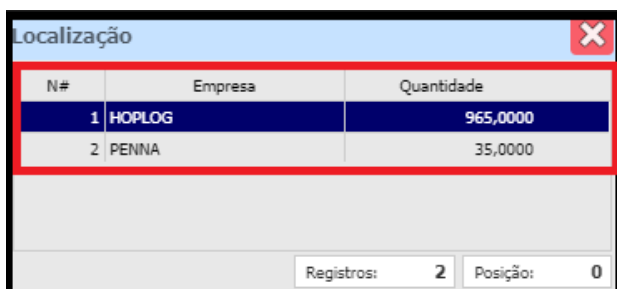 Localização
N# Empresa Quantidade
1 HOPLOG 965,0000
2 PENNA 35,0000
Registros: 2 Posição: 0